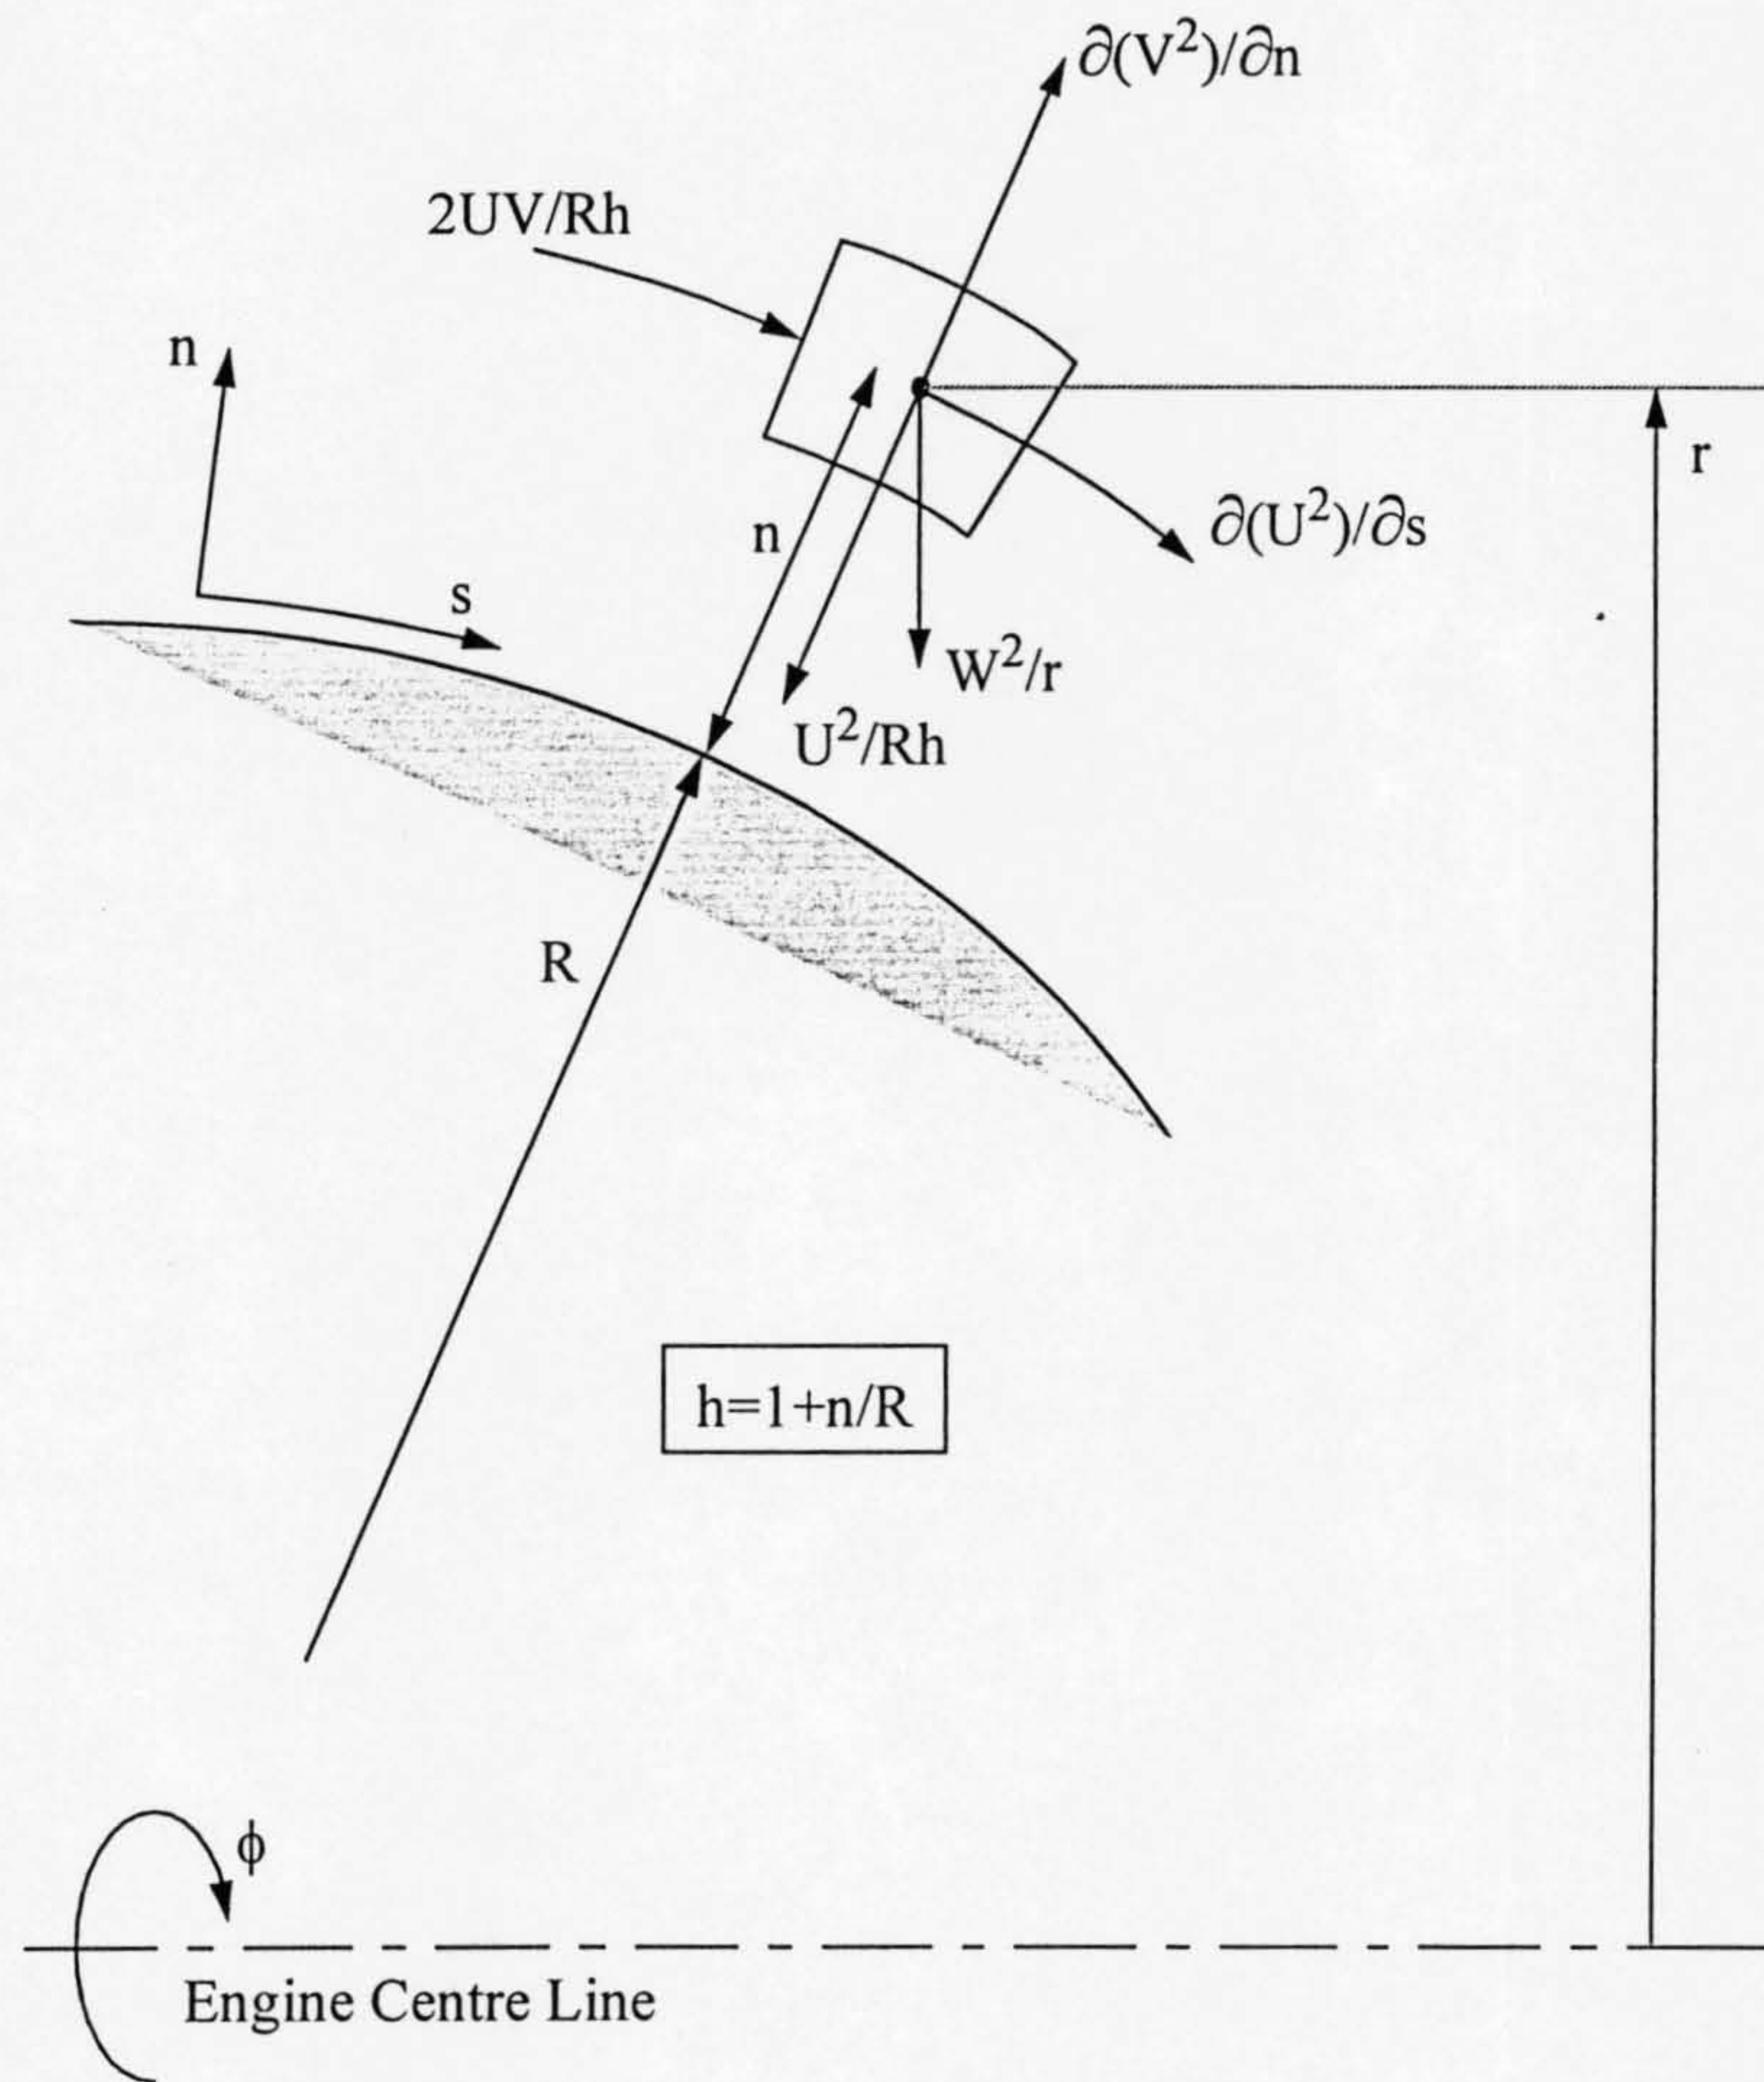 ∂(V²)/∂n
2UV/Rh
n
r
∂(U²)/∂s
n
s
W²/r
U²/Rh
R
h=1+n/R
ϕ
Engine Centre Line